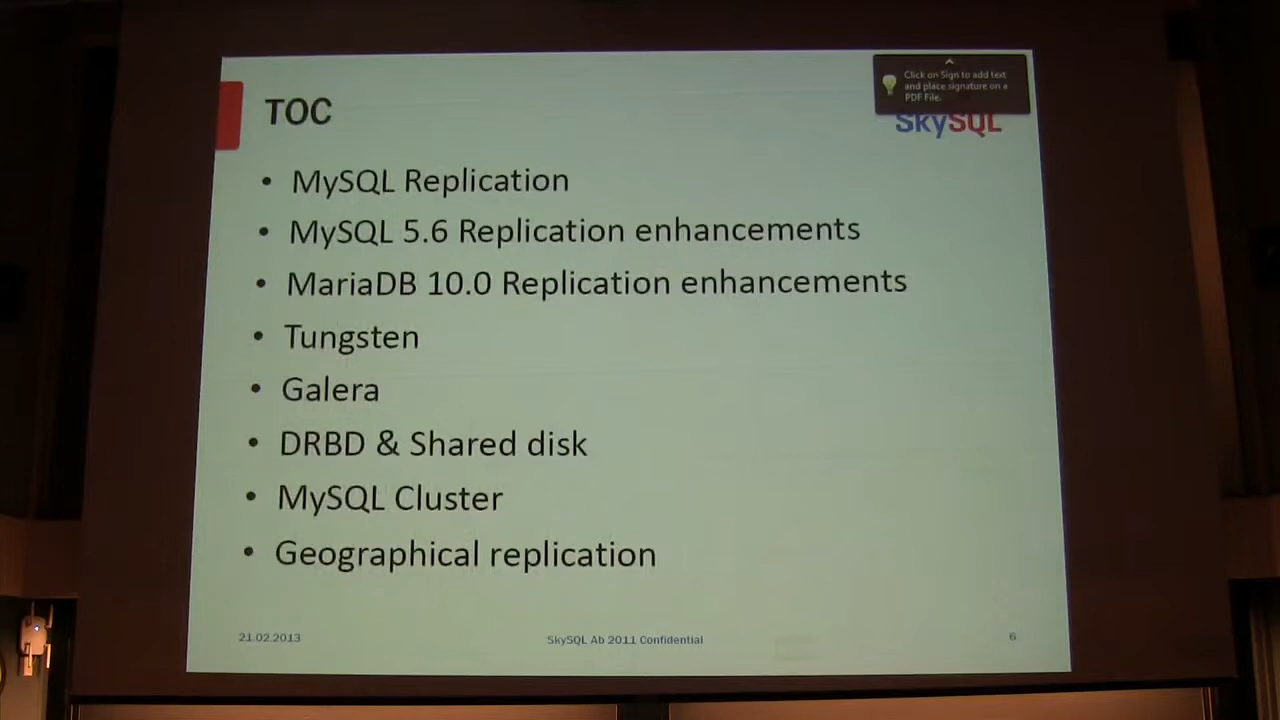 Click on Sign to add text
and place signature on a
PDF File.
TOC
SkySQL
• MySQL Replication
• MySQL 5.6 Replication enhancements
• MariaDB 10.0 Replication enhancements
• Tungsten
• Galera
• DRBD & Shared disk
• MySQL Cluster
• Geographical replication
21.02.2013
SkySQL Ab 2011 Confidential
6